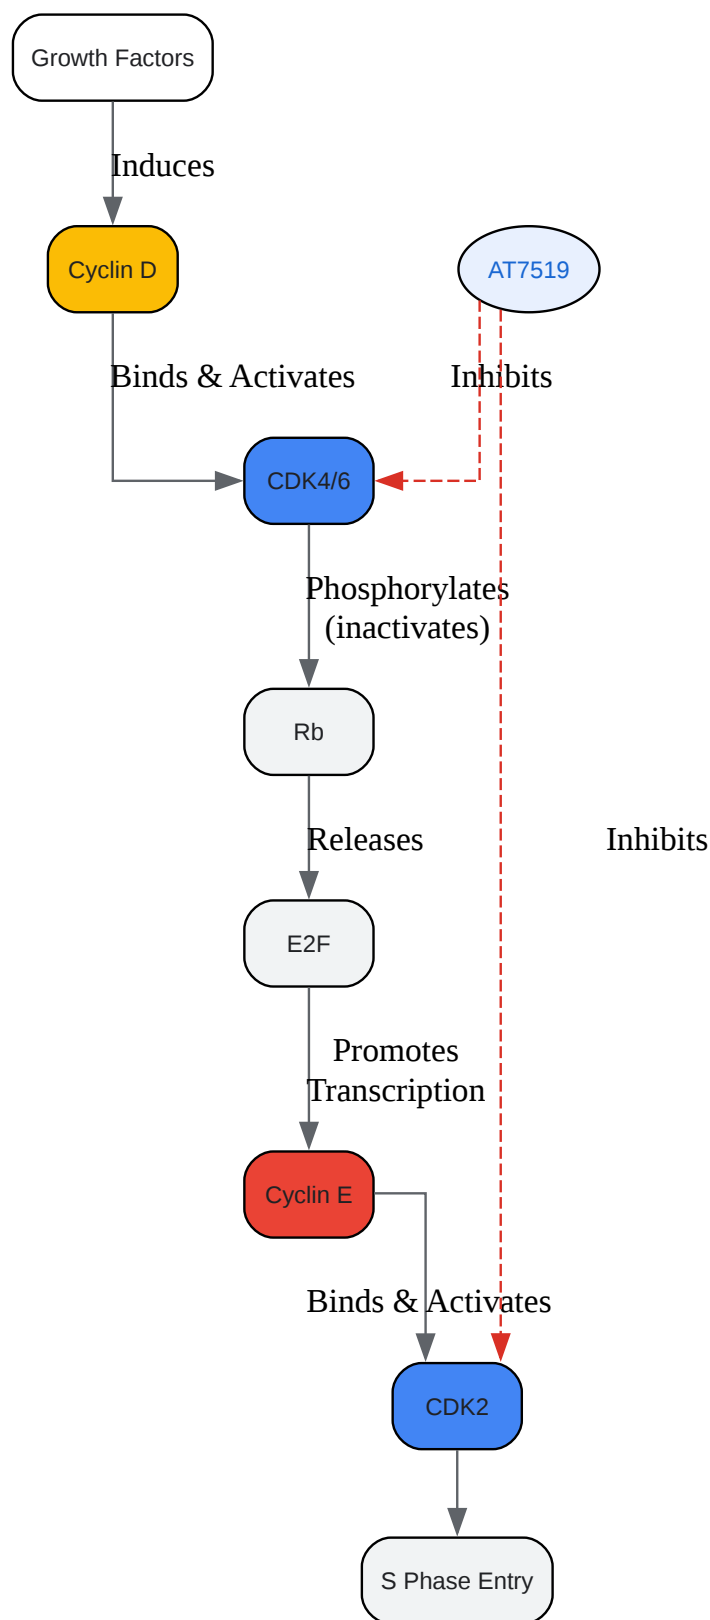 Growth Factors
Induces
Cyclin D
AT7519
Binds & Activates
Inhibits
CDK4/6
Phosphorylates
(inactivates)
Rb
Releases
Inhibits
E2F
Promotes
Transcription
Cyclin E
Binds & Activates
CDK2
S Phase Entry